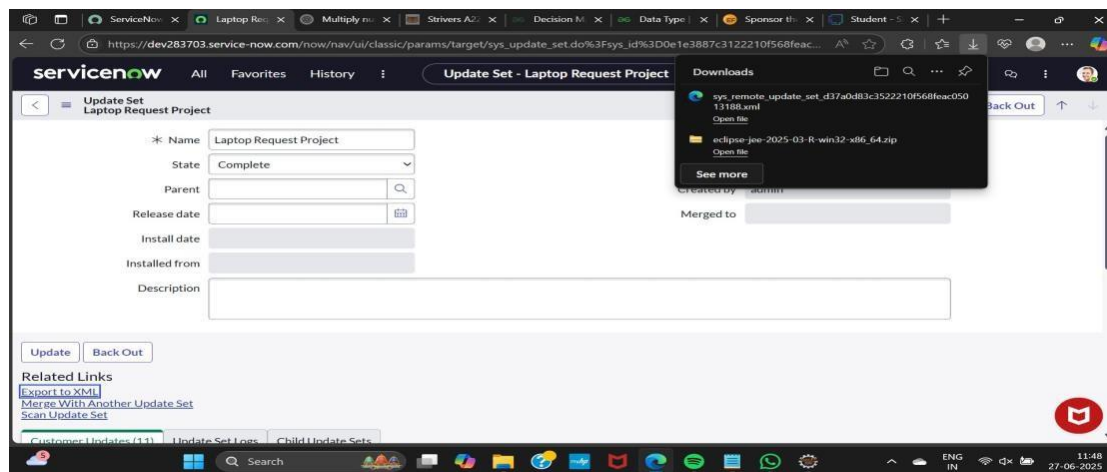 ServiceNow
Laptop Req
Multiply nu
Strivers A2Z
Decision M
Data Type
Sponsor th
Student - S
https://dev283703.service-now.com/now/nav/ui/classic/params/target/sys_update_set.do%3Fsys_id%3D0e1e3887c3122210f568feac...
servicenow All Favorites History Update Set - Laptop Request Project
Downloads
sys_remote_update_set_d37a0d83c3522210f568feac050
13188.xml
Open file
eclipse-jee-2025-03-R-win32-x86_64.zip
Open file
See more
Update Set
Laptop Request Project
Back Out
* Name Laptop Request Project
State Complete
Parent
Created by admin
Release date
Merged to
Install date
Installed from
Description
Update Back Out
Related Links
Export to XML
Merge With Another Update Set
Scan Update Set
Customer Updates (11) Update Set Logs Child Update Sets
5
Search
ENG
IN
11:48
27-06-2025